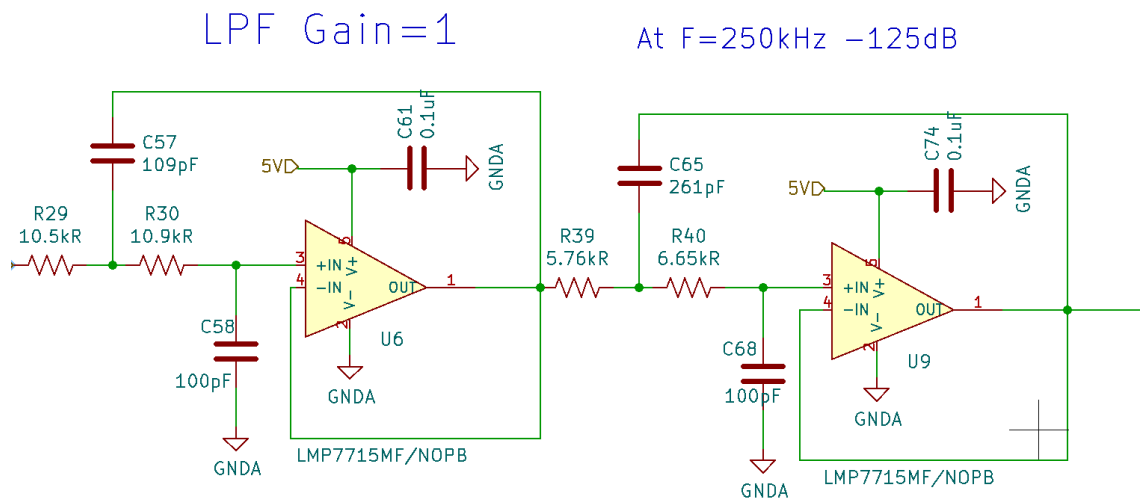 LPF Gain=1
At F=250kHz -125dB
C57
109pF
C61
0.1uF
5V
GNDA
R29
10.5kR
R30
10.9kR
3
+IN
4
-IN
V+
5
V-
2
OUT
1
U6
C58
100pF
GNDA
GNDA
LMP7715MF/NOPB
C65
261pF
C74
0.1uF
5V
GNDA
R39
5.76kR
R40
6.65kR
3
+IN
4
-IN
V+
5
V-
2
OUT
1
U9
C68
100pF
GNDA
GNDA
LMP7715MF/NOPB